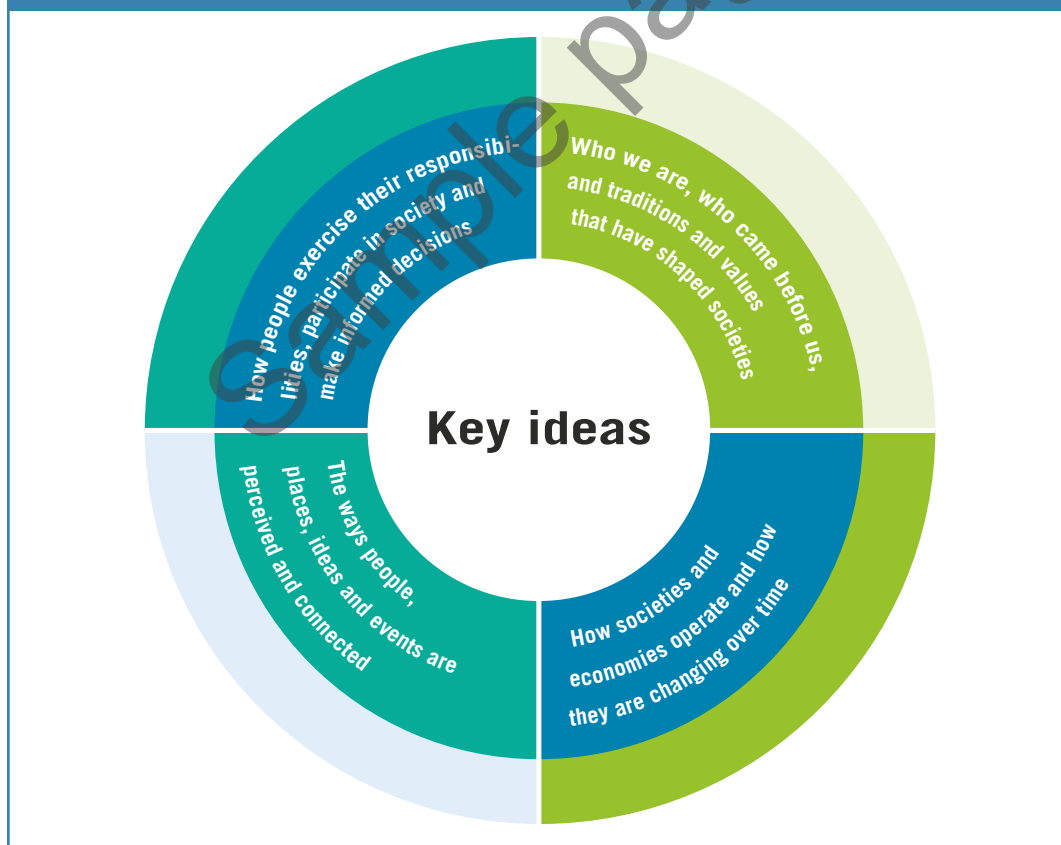 Who we are, who came before us,
and traditions and values
that have shaped societies
How societies and
economies operate and how
they are changing over time
The ways people,
places, ideas and events are
perceived and connected
How people exercise their responsibi-
lities, participate in society and
make informed decisions
Key ideas
Sample pa